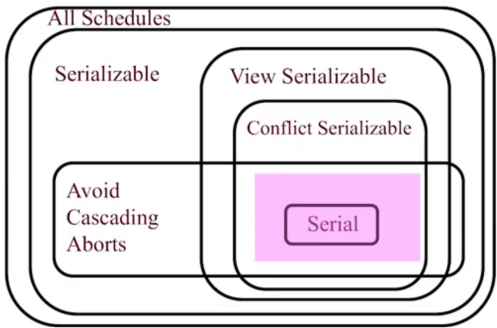 All Schedules
Serializable
View Serializable
Conflict Serializable
Avoid
Cascading
Aborts
Serial